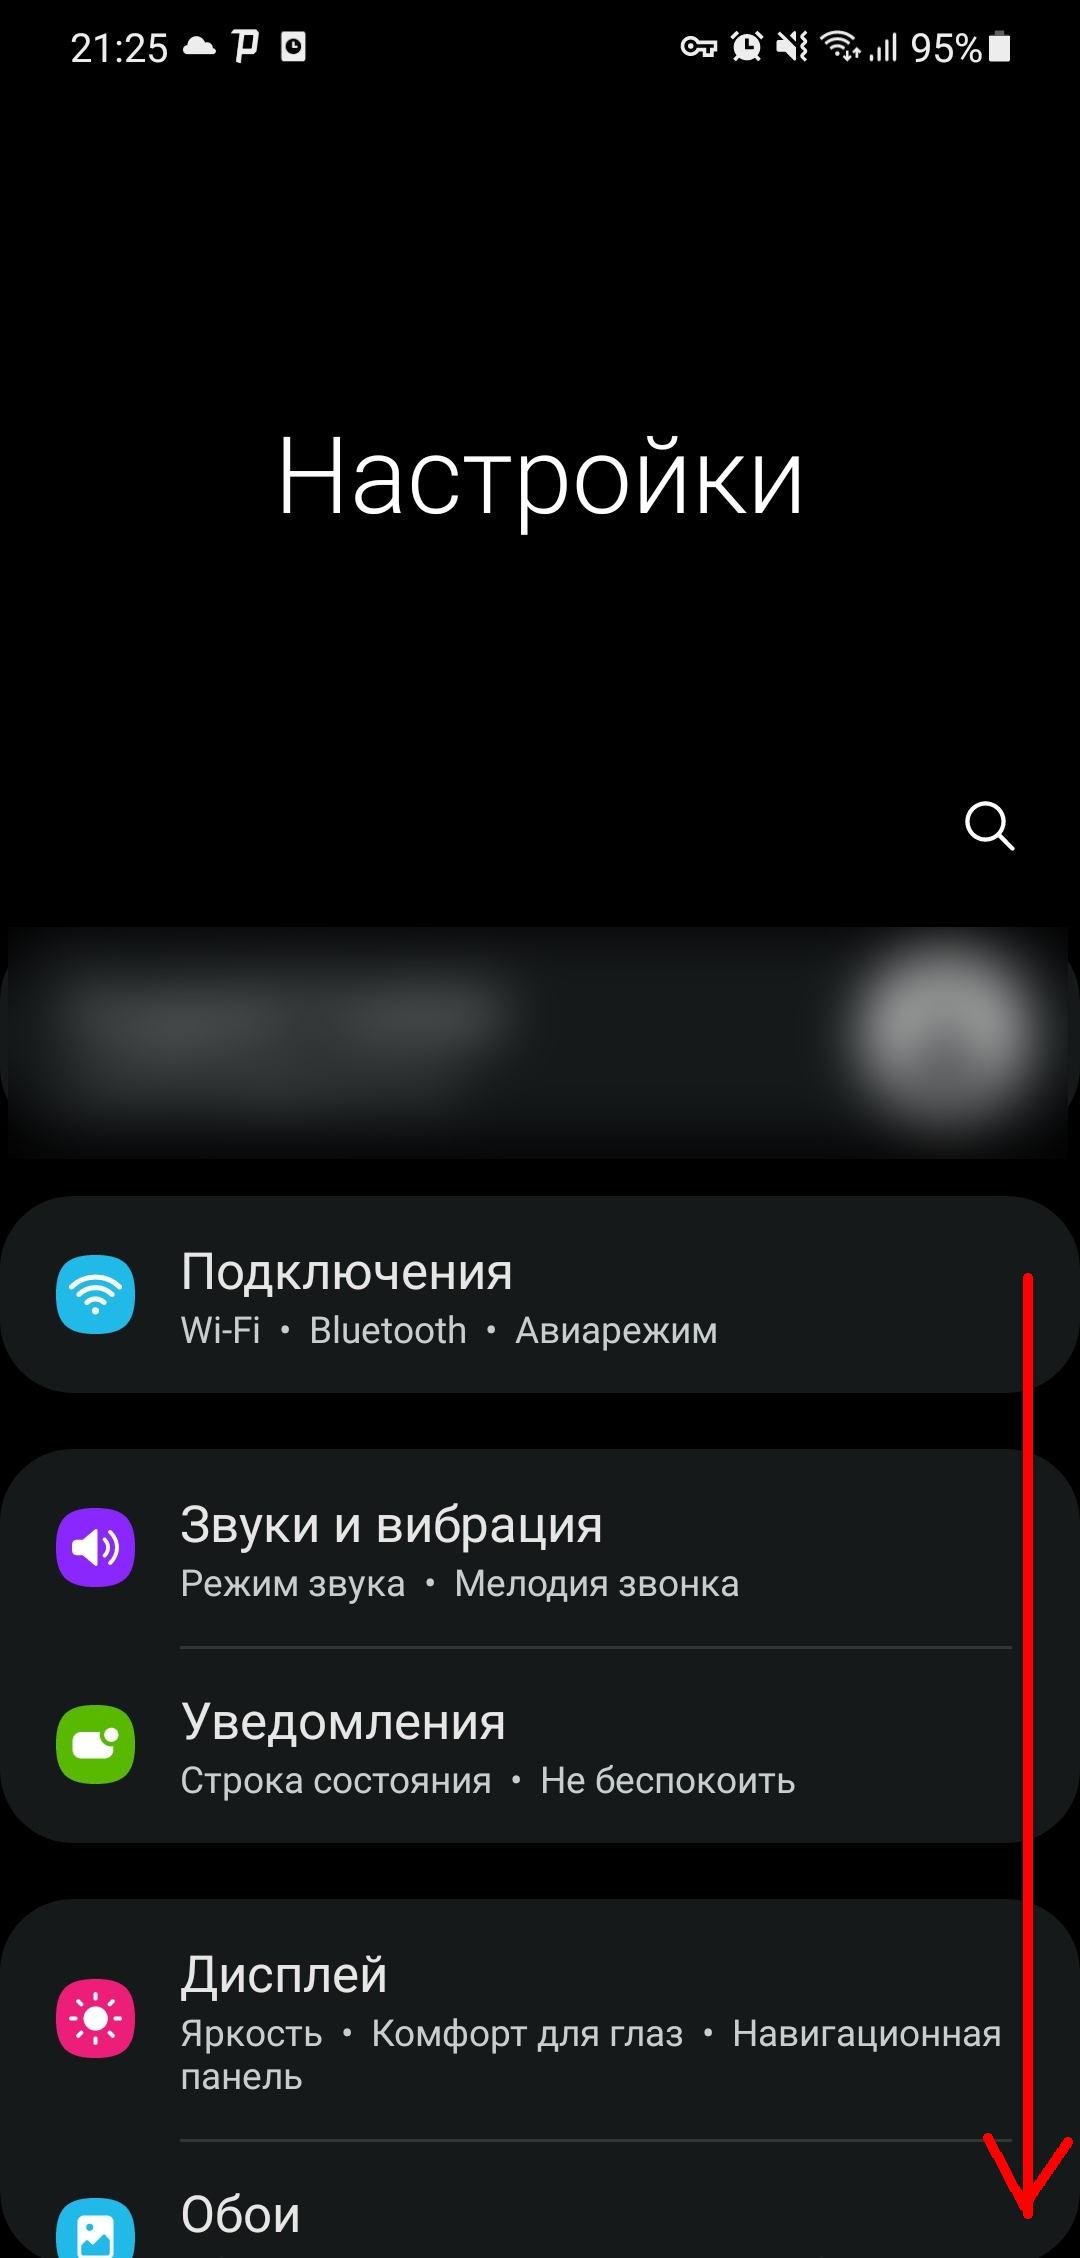 21:25
95%
Настройки
Подключения
Wi-Fi • Bluetooth • Авиарежим
Звуки и вибрация
Режим звука • Мелодия звонка
Уведомления
Строка состояния • Не беспокоить
Дисплей
Яркость • Комфорт для глаз • Навигационная
панель
Обои